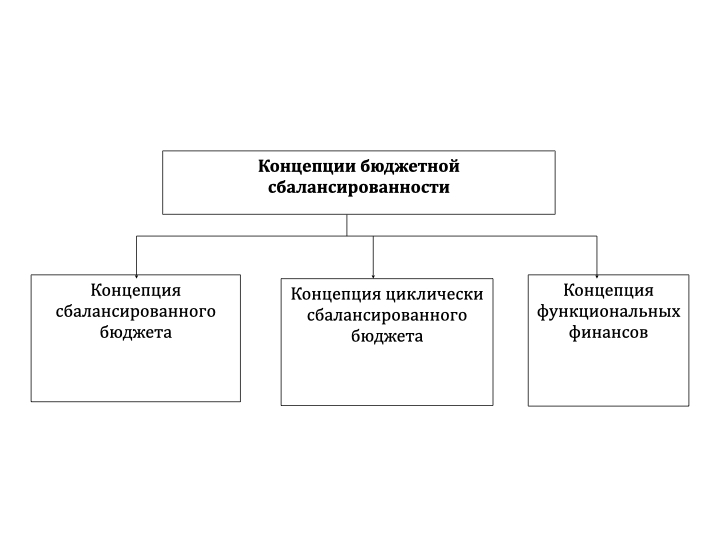 Концепции бюджетной
сбалансированности
Концепция
сбалансированного
бюджета
Концепция циклически
сбалансированного
бюджета
Концепция
функциональных
финансов